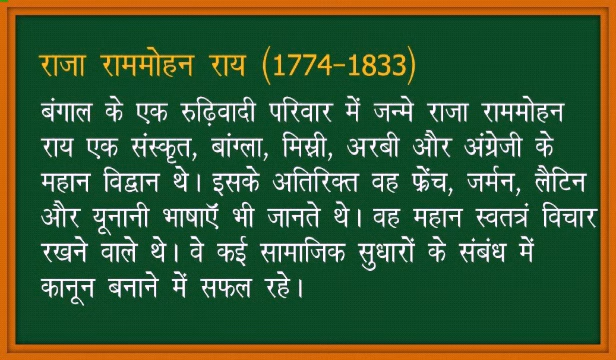 राजा राममोहन राय (1774-1833)
बंगाल के एक रुढ़िवादी परिवार में जन्मे राजा राममोहन
राय एक संस्कृत, बांग्ला, मिस्री, अरबी और अंग्रेजी के
महान विद्वान थे। इसके अतिरिक्त वह फ्रेंच, जर्मन, लैटिन
और यूनानी भाषाएॅ भी जानते थे। वह महान स्वतत्रं विचार
रखने वाले थे। वे कई सामाजिक सुधारों के संबंध में
कानून बनाने में सफल रहे।